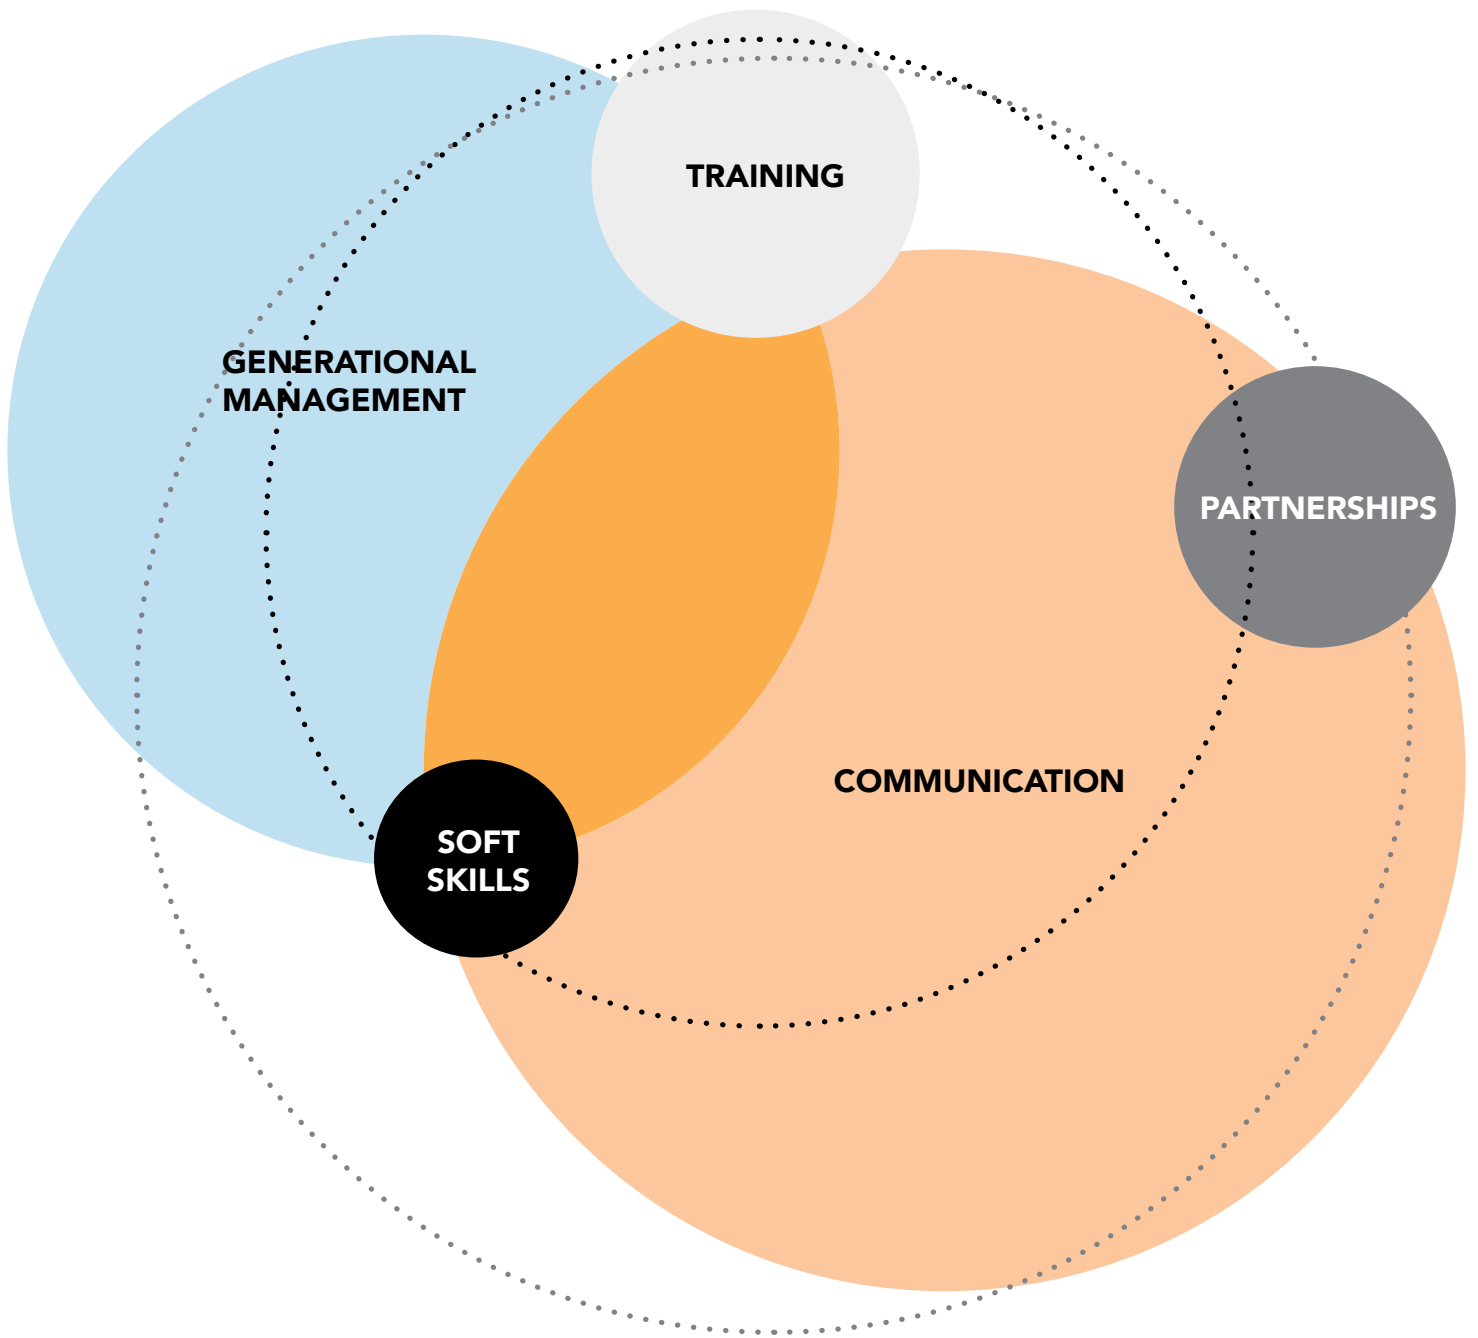 TRAINING
GENERATIONAL
MANAGEMENT
PARTNERSHIPS
COMMUNICATION
SOFT
SKILLS